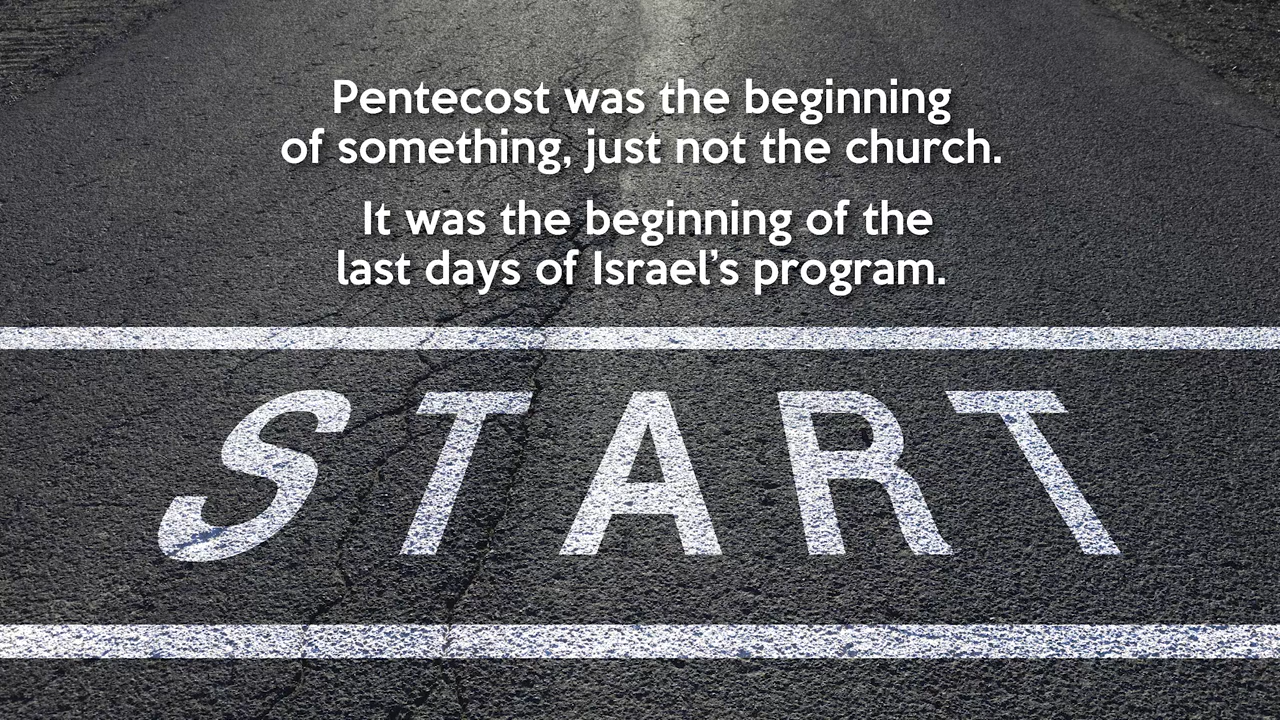 Pentecost was the beginning
of something, just not the church.
It was the beginning of the
last days of Israel's program.
START